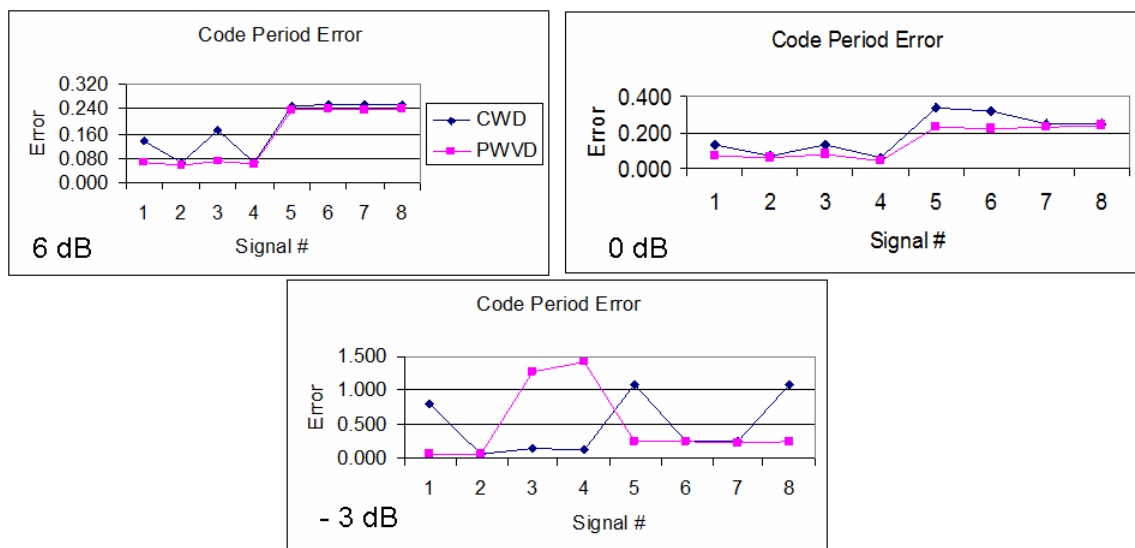 Code Period Error
0.320
0.240
0.160
0.080
0.000
Error
1 2 3 4 5 6 7 8
Signal #
6 dB
CWD
PWVD
Code Period Error
0.400
0.200
0.000
Error
1 2 3 4 5 6 7 8
Signal #
0 dB
Code Period Error
1.500
1.000
0.500
0.000
Error
1 2 3 4 5 6 7 8
Signal #
- 3 dB